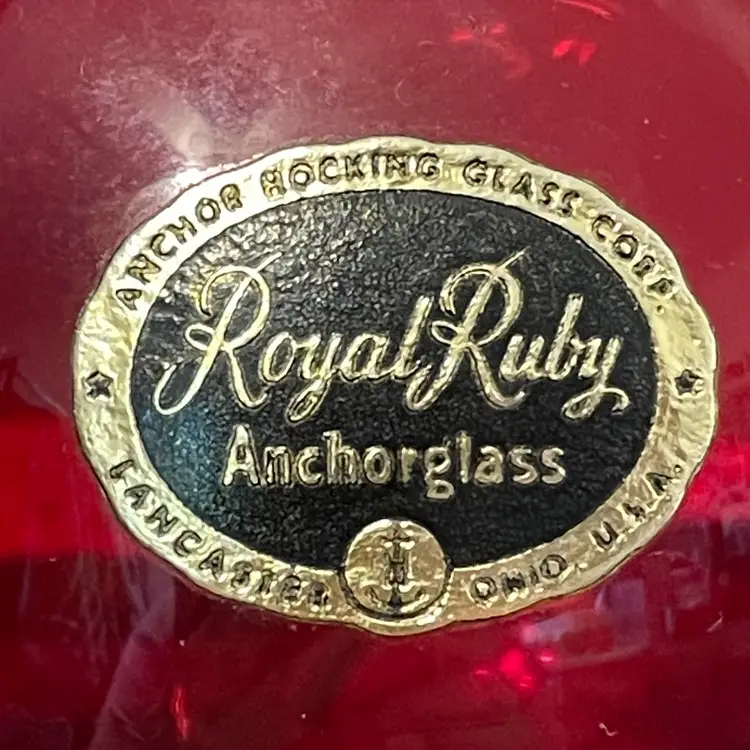 ANCHOR HOCKING GLASS CORP.
Royal Ruby
Anchorglass
LANCASTER OHIO, U.S.A.